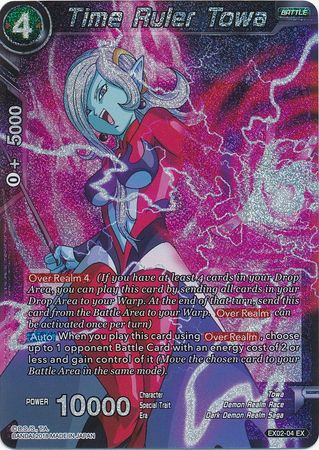 4
Time Ruler Towa
BATTLE
0 + 5000
Over Realm 4 (If you have at least 4 cards in your Drop
Area, you can play this card by sending all cards in your
Drop Area to your Warp. At the end of that turn, send this
card from the Battle Area to your Warp. Over Realm can
be activated once per turn)
Auto When you play this card using Over Realm, choose
up to 1 opponent Battle Card with an energy cost of 2 or
less and gain control of it (Move the chosen card to your
Battle Area in the same mode).
POWER 10000
Character Towa
Special Trait Demon Realm Race
Era Dark Demon Realm Saga
BANDAI 2018 MADE IN JAPAN
EX02-04 EX